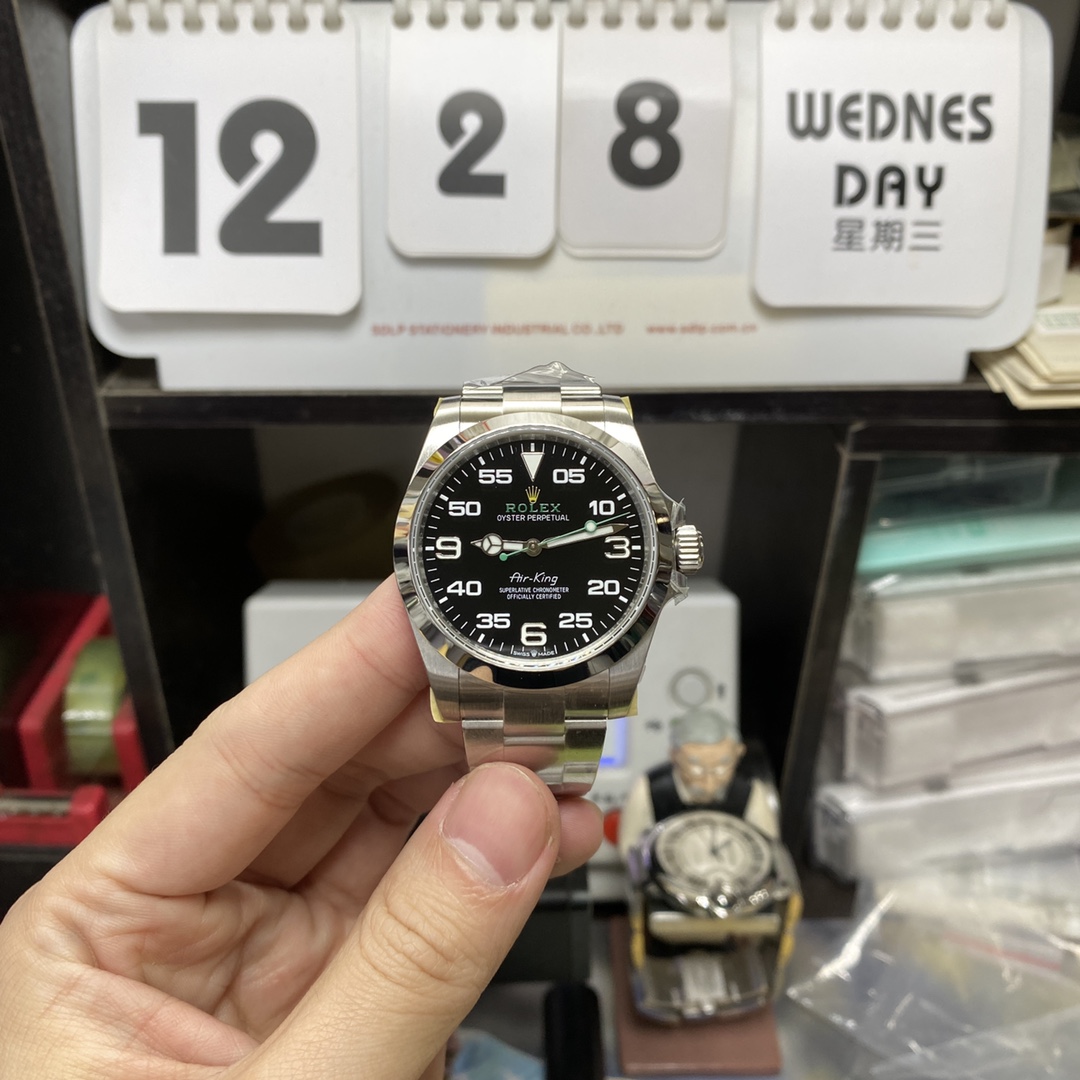 12
2
8
WEDNES
DAY
星期三
SDLP STATIONERY INDUSTRIAL CO.,LTD www.sdlp.com.cn
55
05
50
10
ROLEX
OYSTER PERPETUAL
9
3
Air-King
SUPERLATIVE CHRONOMETER
OFFICIALLY CERTIFIED
40
20
35
25
6
SWISS MADE